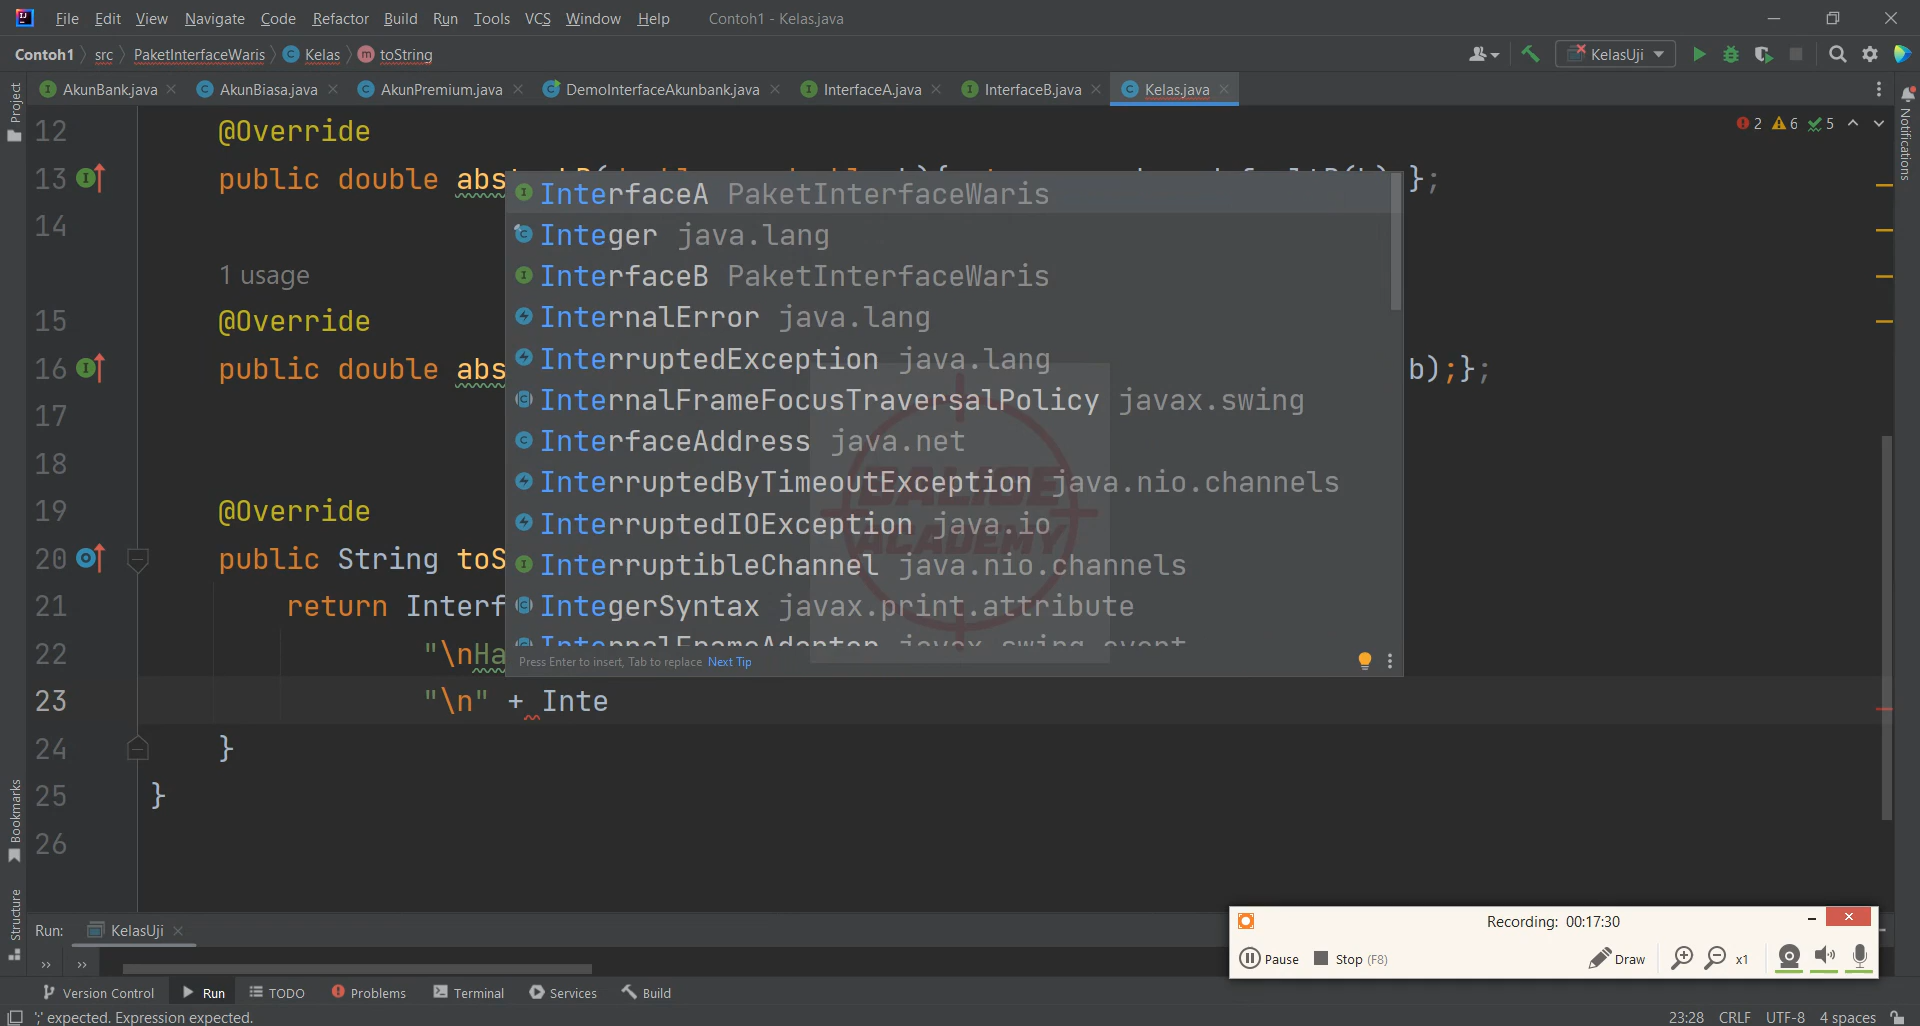 File Edit View Navigate Code Refactor Build Run Tools VCS Window Help Contoh1 - Kelas.java
Contoh1 src PaketInterfaceWaris Kelas toString KelasUji
AkunBank.java AkunBiasa.java AkunPremium.java DemoInterfaceAkunbank.java InterfaceA.java InterfaceB.java Kelas.java
Project
Notifications
2 6 5
12 @Override
13 public double abs };
14
1 usage
15 @Override
16 public double abs b);};
17
18
19 @Override
20 public String toS
21 return Interf
22 "\nHa
23 "\n" + Inte
24 }
25 }
26
InterfaceA PaketInterfaceWaris
Integer java.lang
InterfaceB PaketInterfaceWaris
InternalError java.lang
InterruptedException java.lang
InternalFrameFocusTraversalPolicy javax.swing
InterfaceAddress java.net
InterruptedByTimeoutException java.nio.channels
InterruptedIOException java.io
InterruptibleChannel java.nio.channels
IntegerSyntax javax.print.attribute
Press Enter to insert, Tab to replace Next Tip
BALIGE
ACADEMY
Bookmarks
Structure
Run: KelasUji
Recording: 00:17:30
Pause Stop (F8) Draw x1
Version Control Run TODO Problems Terminal Services Build
';' expected. Expression expected. 23:28 CRLF UTF-8 4 spaces